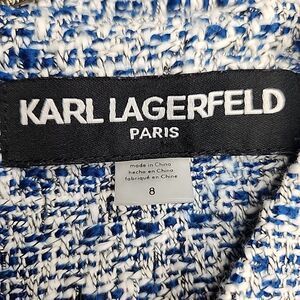 KARL LAGERFELD
PARIS
made in China
hecho en China
fabriqué en Chine
8